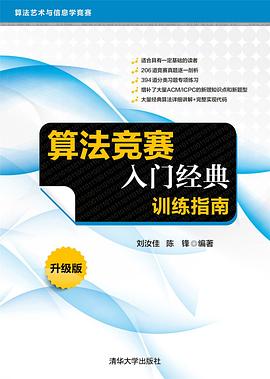 算法艺术与信息学竞赛
适合具有一定基础的读者
206道竞赛真题逐一剖析
394道分类习题专项练习
增补了大量ACM/ICPC的新增知识点和新题型
大量经典算法详细讲解+完整实现代码
算法竞赛
入门经典
训练指南
刘汝佳 陈 锋 编著
升级版
清华大学出版社